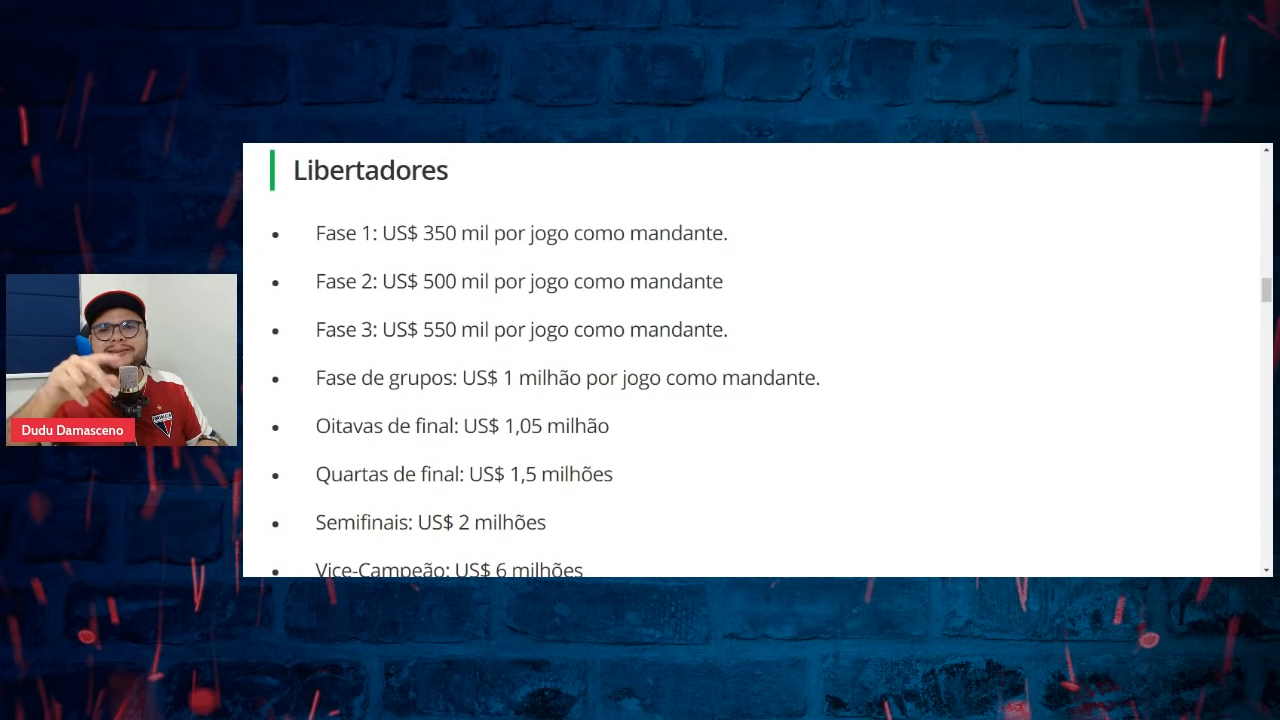 Libertadores
• Fase 1: US$ 350 mil por jogo como mandante.
• Fase 2: US$ 500 mil por jogo como mandante
• Fase 3: US$ 550 mil por jogo como mandante.
• Fase de grupos: US$ 1 milhão por jogo como mandante.
• Oitavas de final: US$ 1,05 milhão
• Quartas de final: US$ 1,5 milhões
• Semifinais: US$ 2 milhões
• Vice-Campeão: US$ 6 milhões
Dudu Damasceno